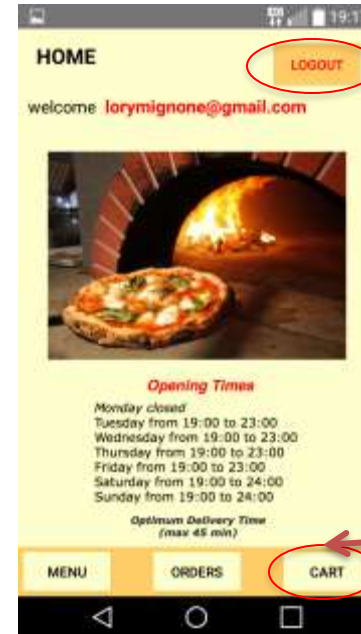 19:1
HOME
LOGOUT
welcome lorymignone@gmail.com
Opening Times
Monday closed
Tuesday from 19:00 to 23:00
Wednesday from 19:00 to 23:00
Thursday from 19:00 to 23:00
Friday from 19:00 to 23:00
Saturday from 19:00 to 24:00
Sunday from 19:00 to 24:00
Optimum Delivery Time
(max 45 min)
MENU ORDERS CART